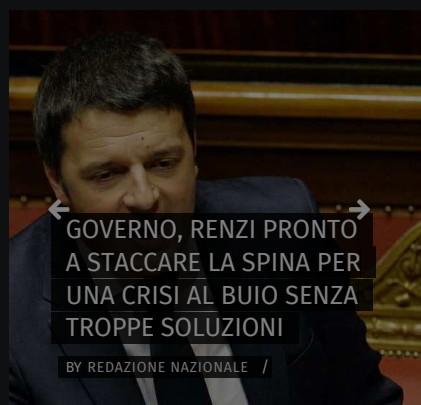 GOVERNO, RENZI PRONTO
A STACCARE LA SPINA PER
UNA CRISI AL BUIO SENZA
TROPPE SOLUZIONI
BY REDAZIONE NAZIONALE /